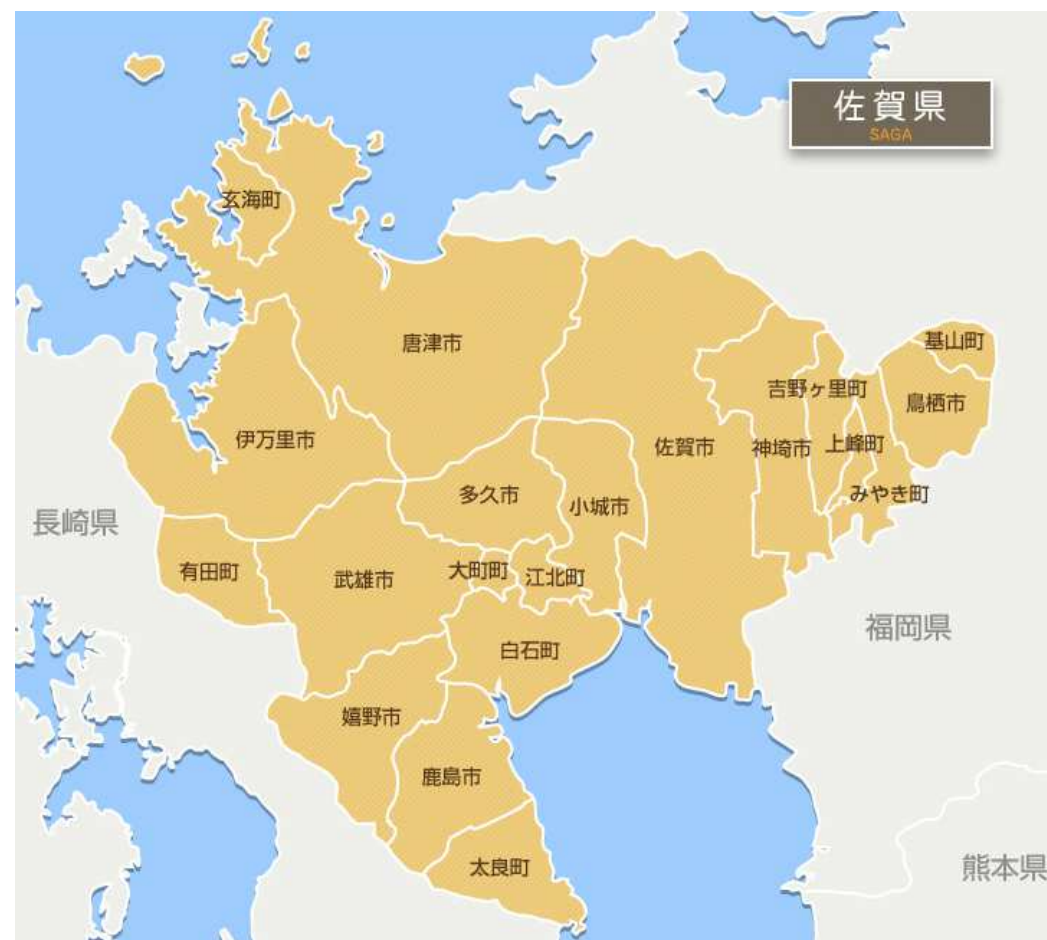 佐賀県
SAGA
玄海町
唐津市
基山町
吉野ヶ里町
鳥栖市
伊万里市
佐賀市
神埼市
上峰町
多久市
小城市
みやき町
長崎県
有田町
武雄市
大町町
江北町
福岡県
白石町
嬉野市
鹿島市
太良町
熊本県